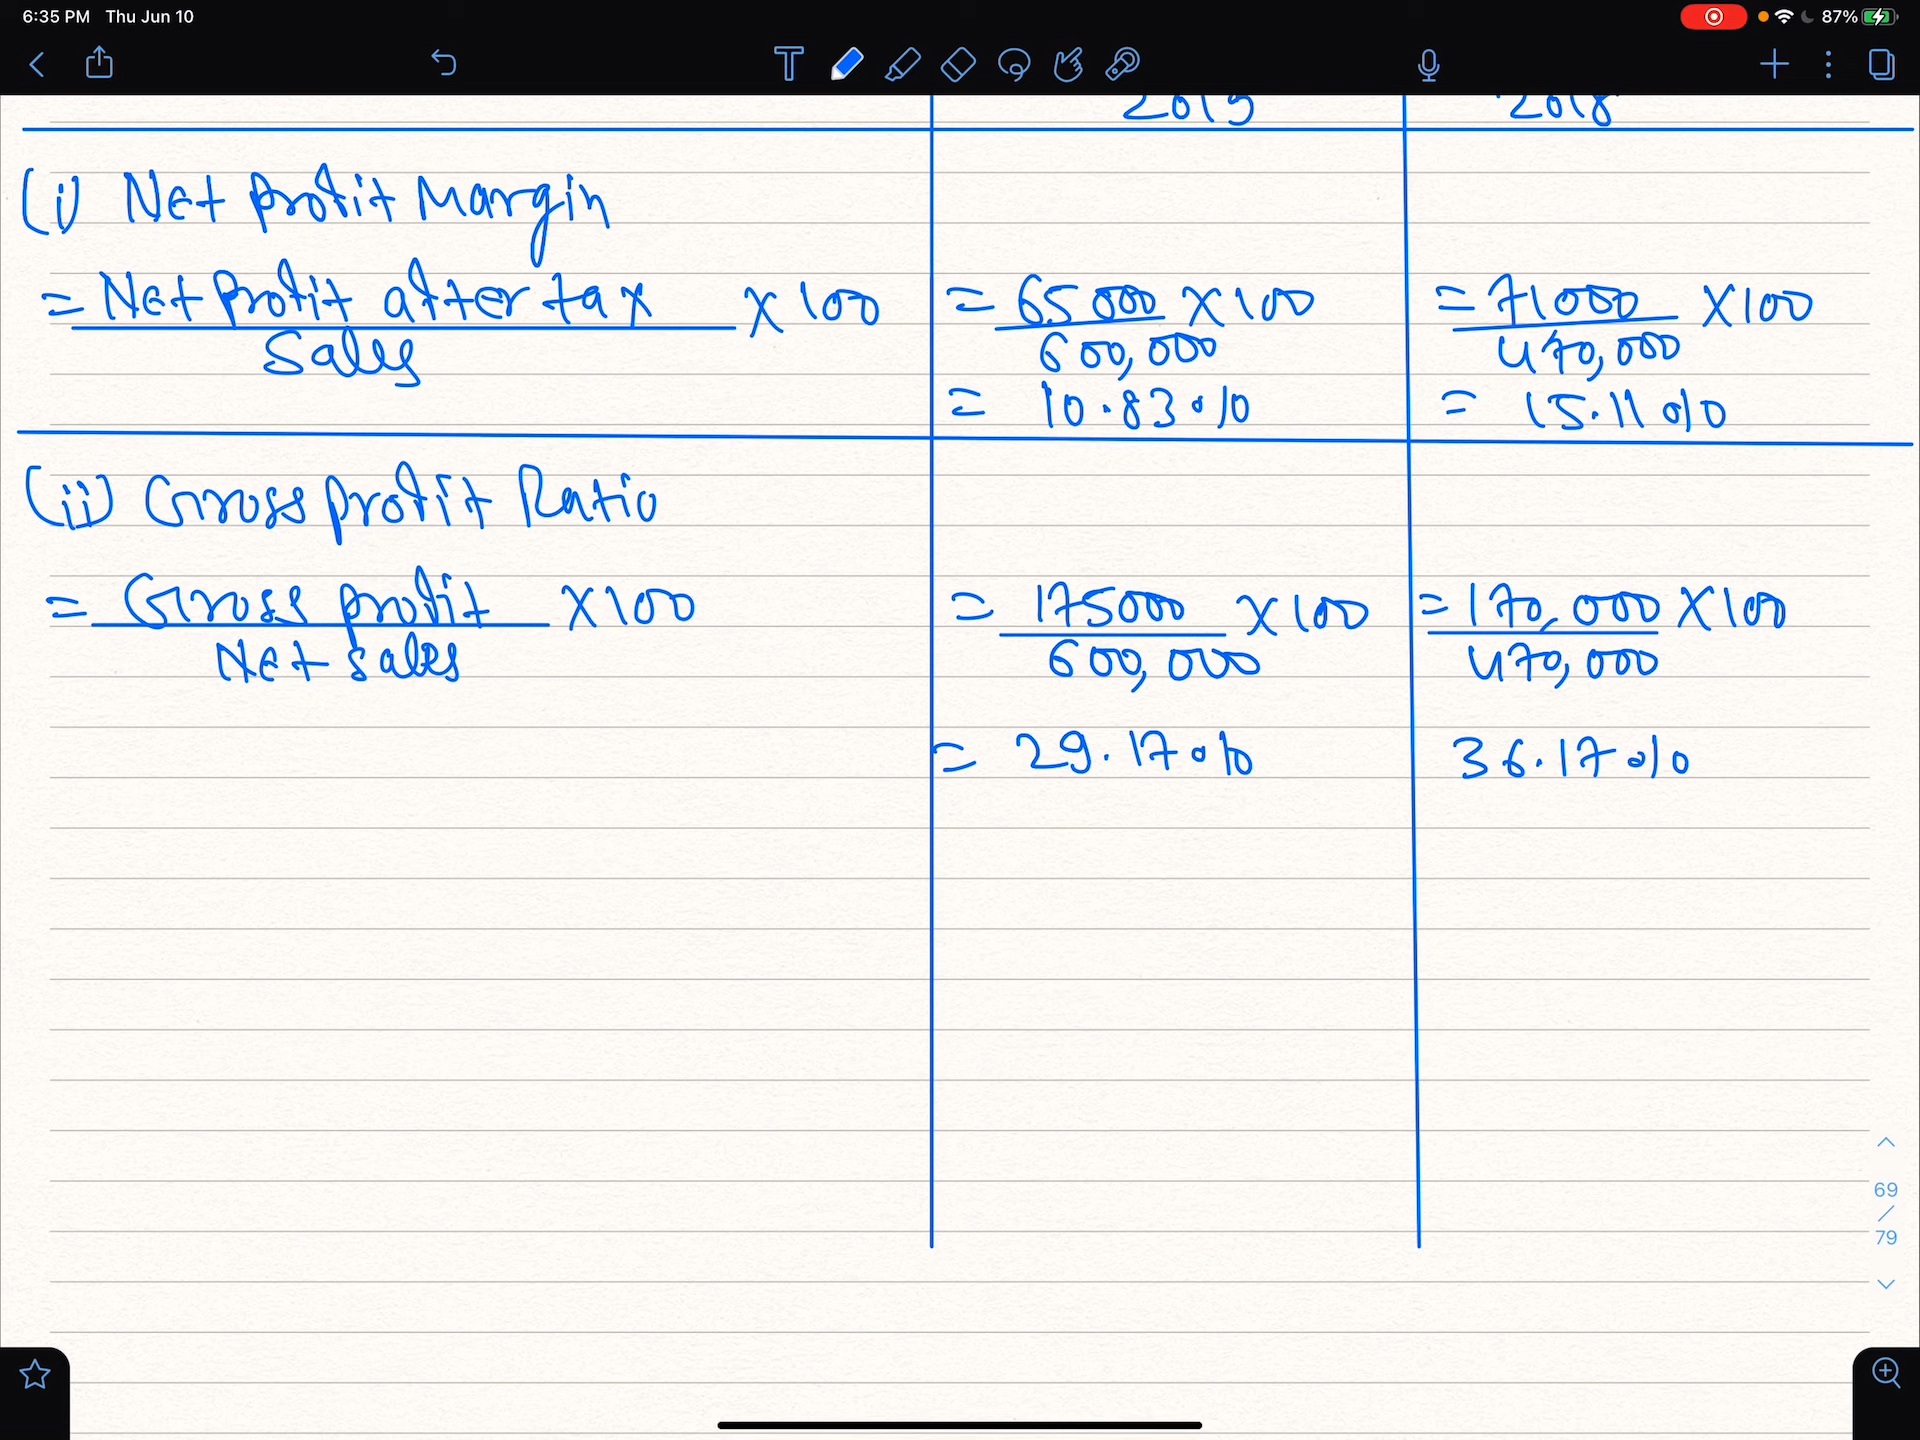 6:35 PM Thu Jun 10 87%
2019 2018
(i) Net Profit Margin
= Net Profit after tax × 100 = 65000 × 100 = 71000 × 100
Sales 600,000 470,000
= 10.83% = 15.11%
(ii) Gross profit Ratio
= Gross profit × 100 = 175000 × 100 = 170,000 × 100
Net sales 600,000 470,000
= 29.17% 36.17%
69
/
79